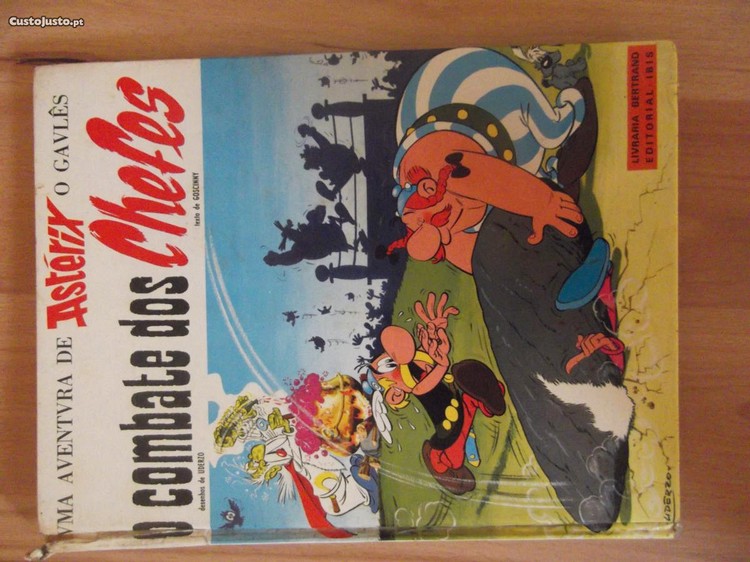 CustoJusto.pt
VMA AVENTVRA DE Astérix O GAVLÊS
O combate dos
Chefes
desenhos de UDERZO
texto de GOSCINNY
LIVRARIA BERTRAND
EDITORIAL IBIS
UDERZO